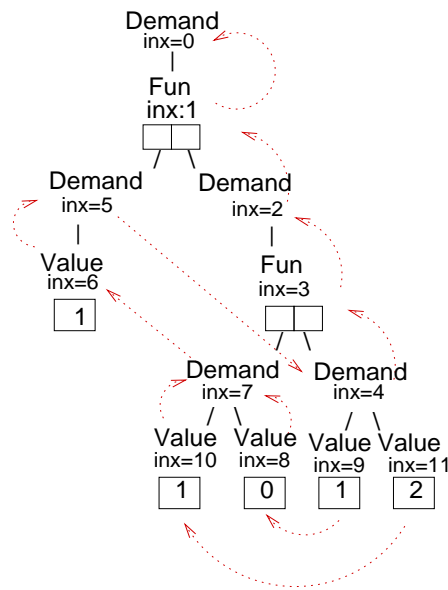 Demand
inx=0
Fun
inx:1
Demand
inx=5
Demand
inx=2
Value
inx=6
1
Fun
inx=3
Demand
inx=7
Demand
inx=4
Value
inx=10
1
Value
inx=8
0
Value
inx=9
1
Value
inx=11
2